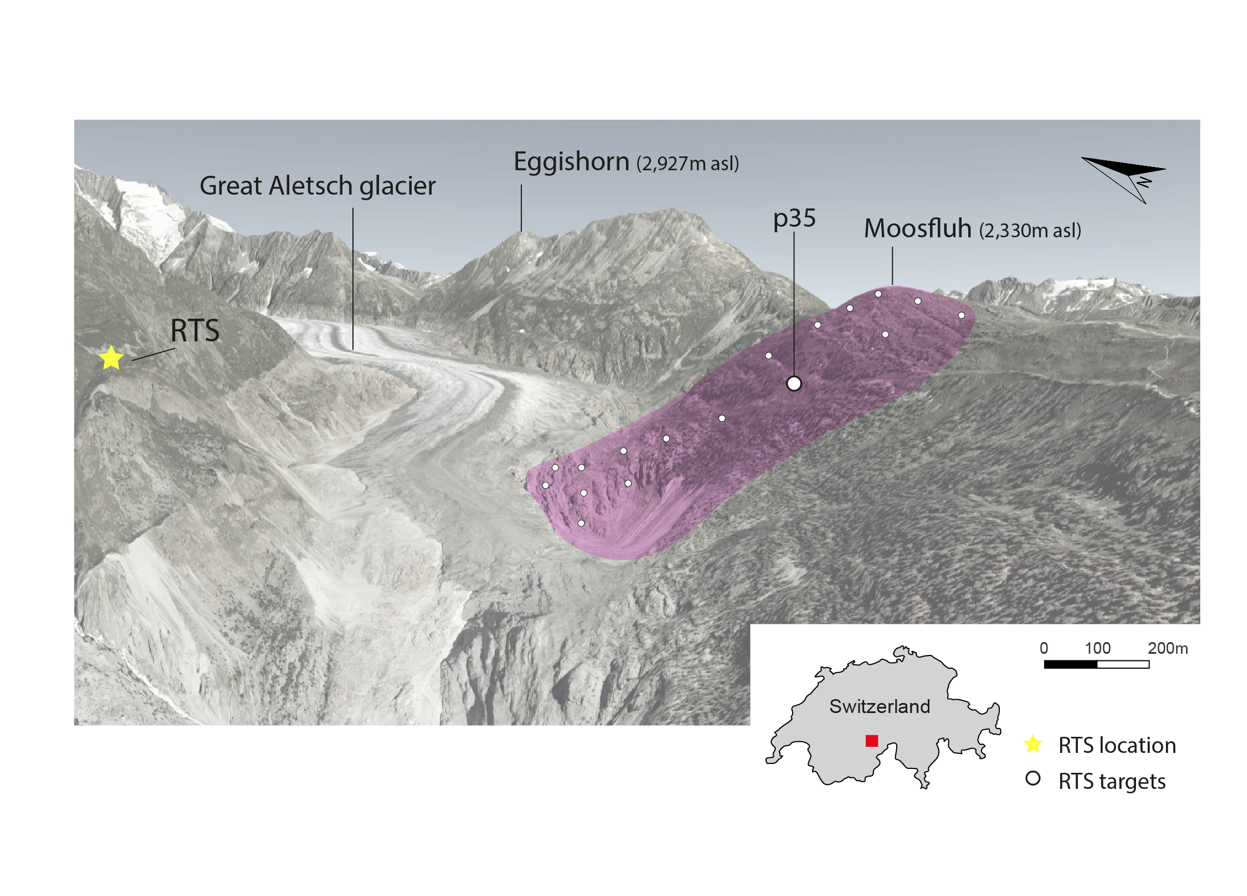 Eggishorn (2,927m asl)
Great Aletsch glacier
p35
Moosfluh (2,330m asl)
N
RTS
0 100 200m
Switzerland
RTS location
RTS targets